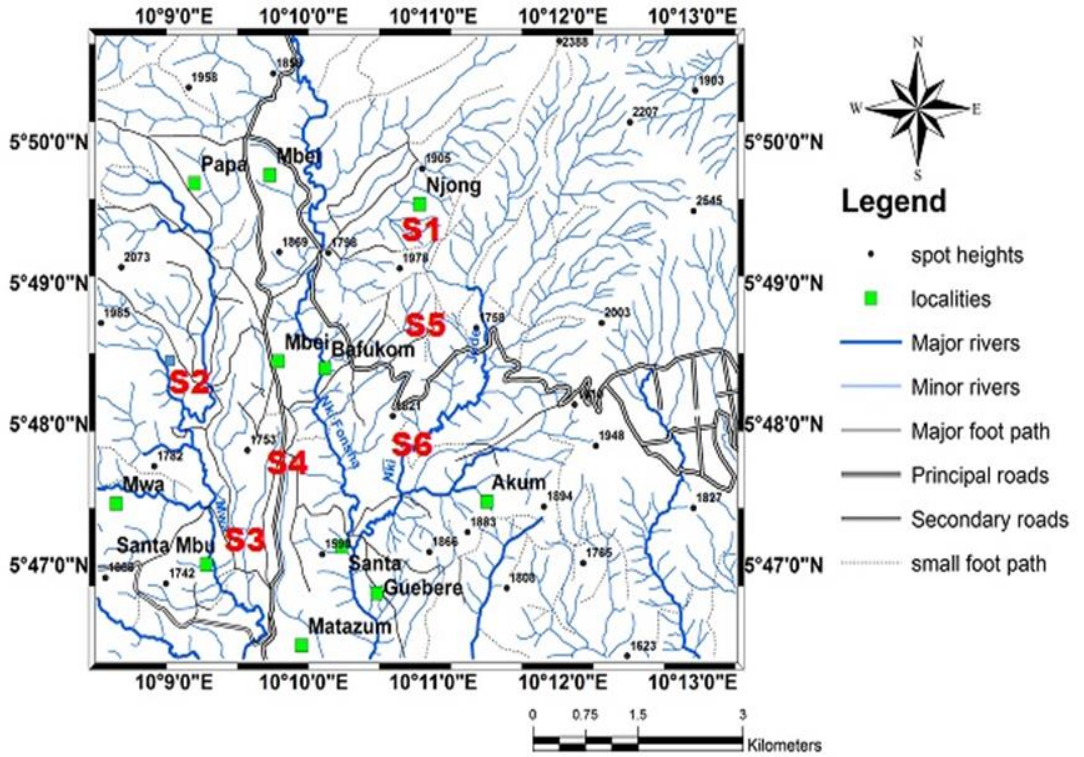 10°9'0"E 10°10'0"E 10°11'0"E 10°12'0"E 10°13'0"E
2388
1958
1903
2207
N
W E
S
5°50'0"N 5°50'0"N
Papa Mbei
1905
Njong
2545
S1
Legend
1869 1798
1978
2073
spot heights
5°49'0"N 5°49'0"N
localities
1985
S5
1758
2003
Major rivers
Mbei Bafukom
S2
Minor rivers
5°48'0"N 5°48'0"N
Major foot path
S6
1948
1753
S4
1782
Nki
Principal roads
Mwa
Akum
1894
1827
Secondary roads
1883
S3
Santa Mbu
1866
5°47'0"N 5°47'0"N
Santa
1765
small foot path
1742
1808
Guebere
Matazum
1623
10°9'0"E 10°10'0"E 10°11'0"E 10°12'0"E 10°13'0"E
0 0.75 1.5 3
Kilometers